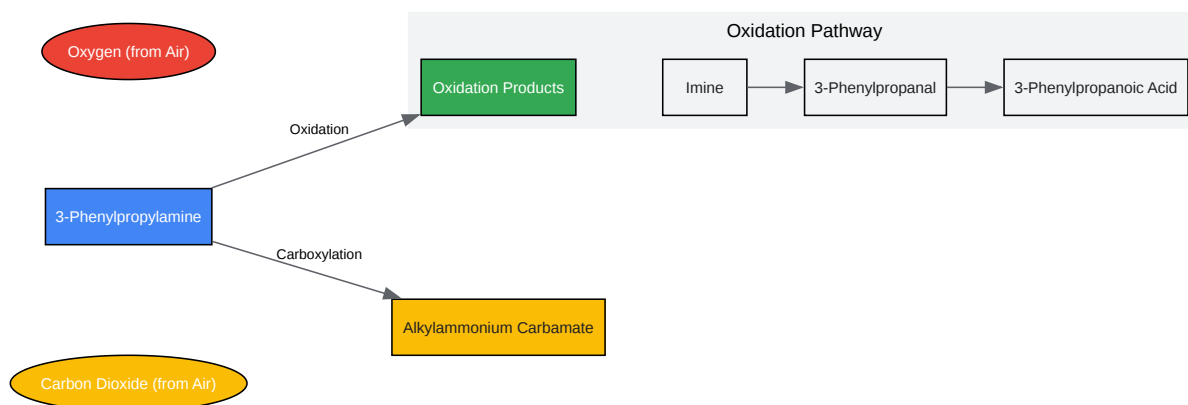 Oxidation Pathway
Oxygen (from Air)
Oxidation Products
Imine
3-Phenylpropanal
3-Phenylpropanoic Acid
Oxidation
3-Phenylpropylamine
Carboxylation
Alkylammonium Carbamate
Carbon Dioxide (from Air)